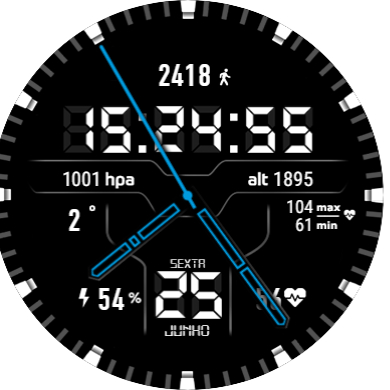 2418
15:24:55
1001 hpa
alt 1895
104 max
61 min
2 °
54 %
SEXTA
25
JUNHO